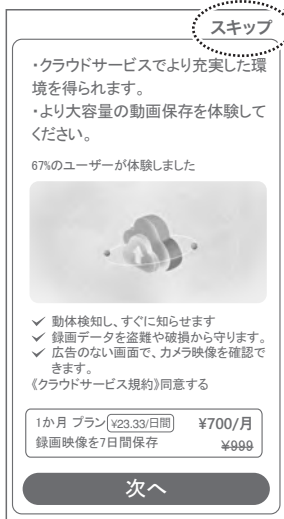 スキップ
・クラウドサービスでより充実した環
境を得られます。
・より大容量の動画保存を体験して
ください。
67%のユーザーが体験しました
✓ 動体検知し、すぐに知らせます
✓ 録画データを盗難や破損から守ります。
✓ 広告のない画面で、カメラ映像を確認で
きます。
《クラウドサービス規約》同意する
1か月 プラン ¥23.33/日間 ¥700/月
録画映像を7日間保存 ¥999
次へ